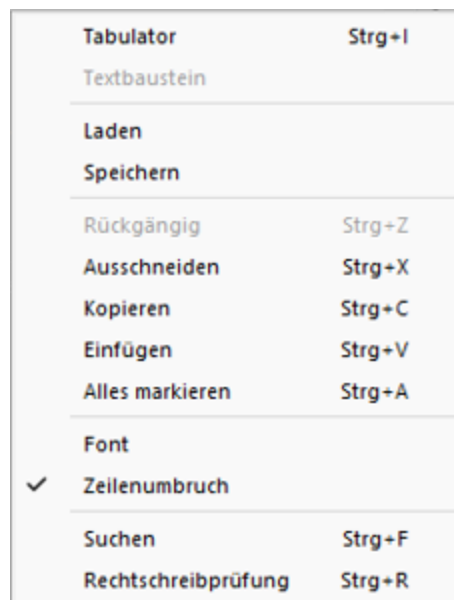 Tabulator Strg+I
Textbaustein
Laden
Speichern
Rückgängig Strg+Z
Ausschneiden Strg+X
Kopieren Strg+C
Einfügen Strg+V
Alles markieren Strg+A
Font
Zeilenumbruch
Suchen Strg+F
Rechtschreibprüfung Strg+R